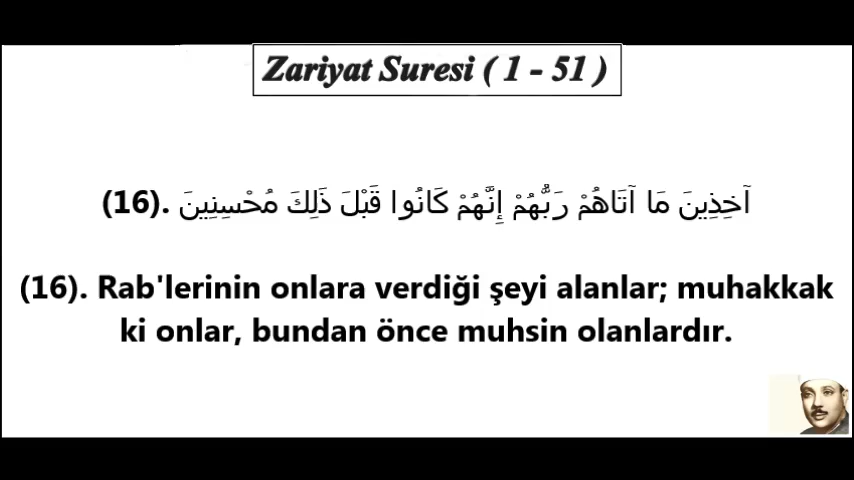 Zariyat Suresi ( 1 - 51 )
(16). آخِذِينَ مَا آتَاهُمْ رَبُّهُمْ إِنَّهُمْ كَانُوا قَبْلَ ذَلِكَ مُحْسِنِينَ
(16). Rab'lerinin onlara verdiği şeyi alanlar; muhakkak
ki onlar, bundan önce muhsin olanlardır.